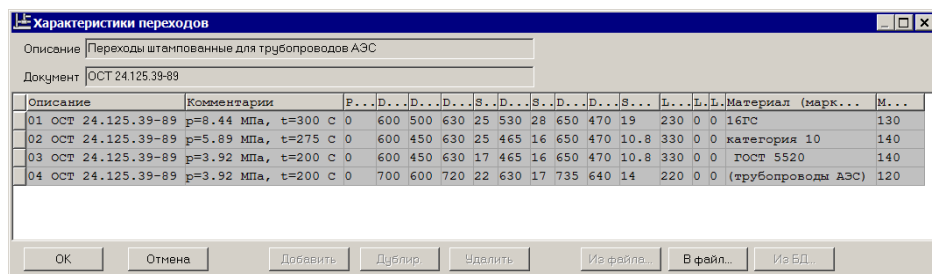 Характеристики переходов
Описание Переходы штампованные для трубопроводов АЭС
Документ ОСТ 24.125.39-89
Описание Комментарии P... D... D... D... S... D... S... D... D... S... L... L. L. Материал (марк... М...
01 ОСТ 24.125.39-89 p=8.44 МПа, t=300 C 0 600 500 630 25 530 28 650 470 19 230 0 0 16ГС 130
02 ОСТ 24.125.39-89 p=5.89 МПа, t=275 C 0 600 450 630 25 465 16 650 470 10.8 330 0 0 категория 10 140
03 ОСТ 24.125.39-89 p=3.92 МПа, t=200 C 0 600 450 630 17 465 16 650 470 10.8 330 0 0 ГОСТ 5520 140
04 ОСТ 24.125.39-89 p=3.92 МПа, t=200 C 0 700 600 720 22 630 17 735 640 14 220 0 0 (трубопроводы АЭС) 120
OK Отмена Добавить Дублир. Удалить Из файла... В файл... Из БД...